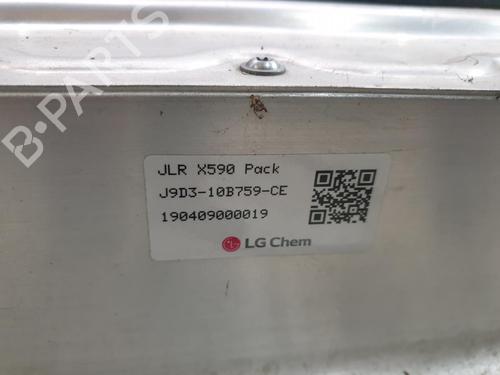 B-PARTS
JLR X590 Pack
J9D3-10B759-CE
190409000019
LG Chem